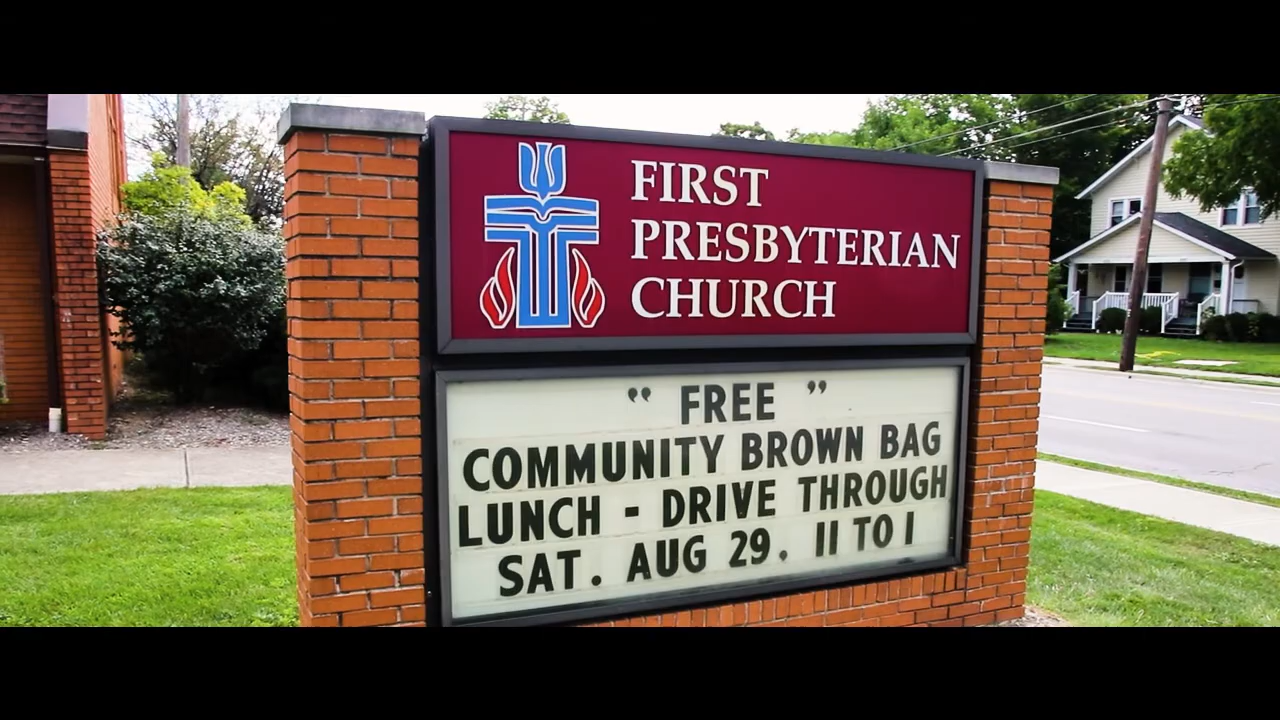 FIRST
PRESBYTERIAN
CHURCH
" FREE "
COMMUNITY BROWN BAG
LUNCH - DRIVE THROUGH
SAT. AUG 29. 11 TO 1